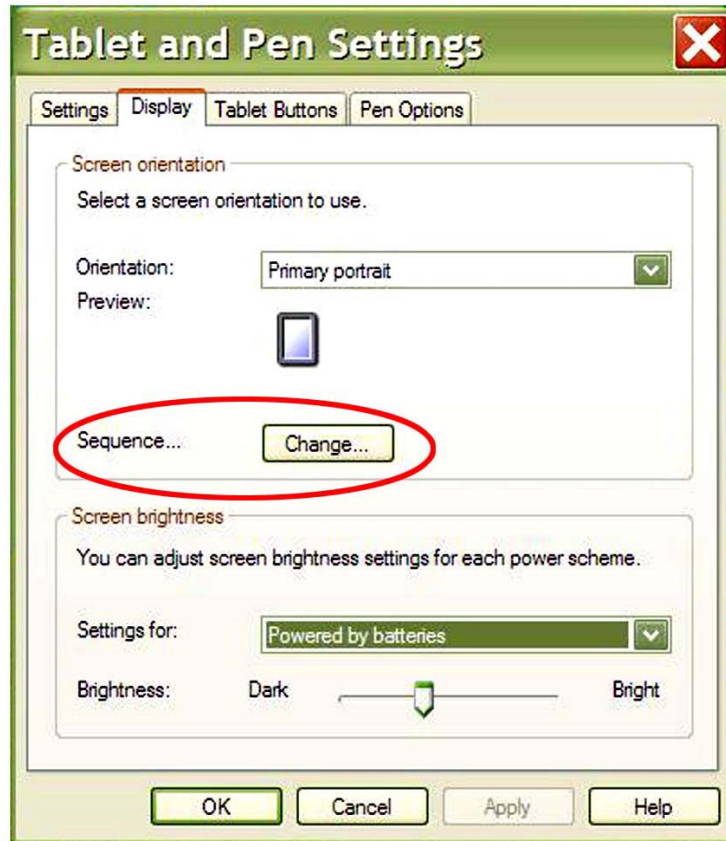 Tablet and Pen Settings
Settings Display Tablet Buttons Pen Options
Screen orientation
Select a screen orientation to use.
Orientation: Primary portrait
Preview:
Sequence... Change...
Screen brightness
You can adjust screen brightness settings for each power scheme.
Settings for: Powered by batteries
Brightness: Dark Bright
OK Cancel Apply Help